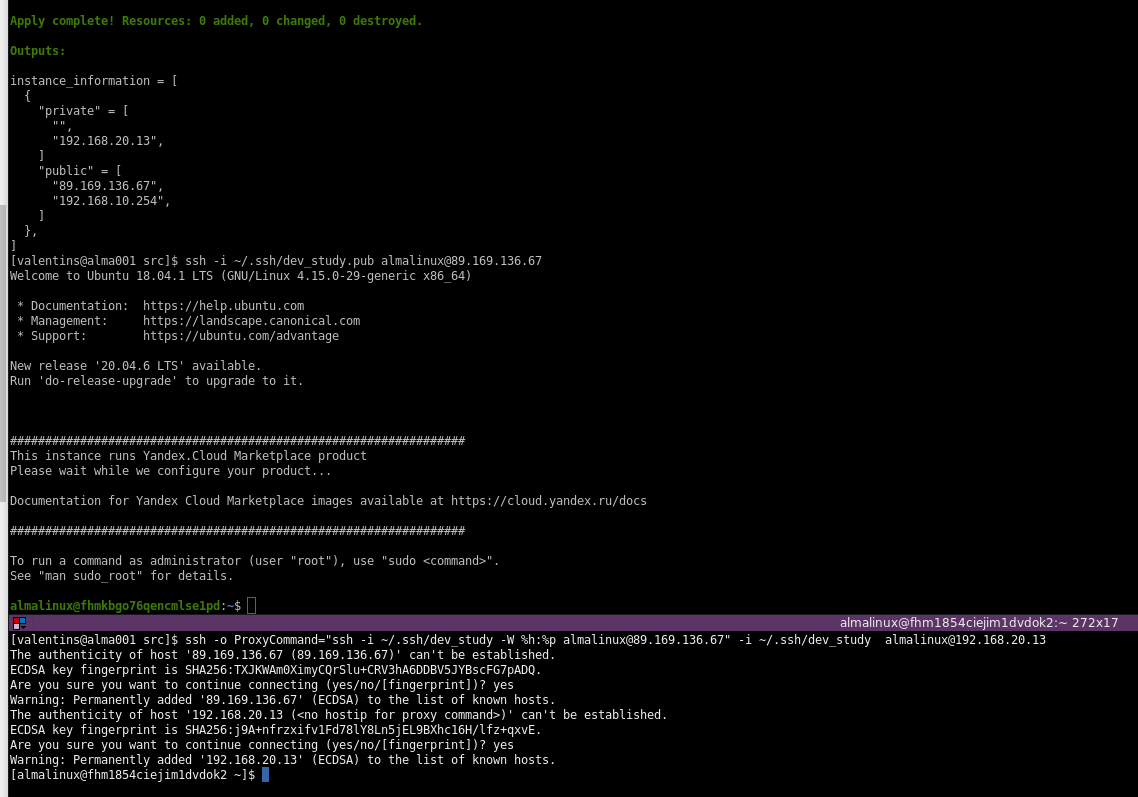 Apply complete! Resources: 0 added, 0 changed, 0 destroyed.
Outputs:
instance_information = [
  {
    "private" = [
      "",
      "192.168.20.13",
    ]
    "public" = [
      "89.169.136.67",
      "192.168.10.254",
    ]
  },
]
[valentins@alma001 src]$ ssh -i ~/.ssh/dev_study.pub almalinux@89.169.136.67
Welcome to Ubuntu 18.04.1 LTS (GNU/Linux 4.15.0-29-generic x86_64)
 * Documentation:  https://help.ubuntu.com
 * Management:     https://landscape.canonical.com
 * Support:        https://ubuntu.com/advantage
New release '20.04.6 LTS' available.
Run 'do-release-upgrade' to upgrade to it.
#################################################################
This instance runs Yandex.Cloud Marketplace product
Please wait while we configure your product...
Documentation for Yandex Cloud Marketplace images available at https://cloud.yandex.ru/docs
#################################################################
To run a command as administrator (user "root"), use "sudo <command>".
See "man sudo_root" for details.
almalinux@fhmkbgo76qencmlse1pd:~$
almalinux@fhm1854ciejim1dvdok2:~ 272x17
[valentins@alma001 src]$ ssh -o ProxyCommand="ssh -i ~/.ssh/dev_study -W %h:%p almalinux@89.169.136.67" -i ~/.ssh/dev_study  almalinux@192.168.20.13
The authenticity of host '89.169.136.67 (89.169.136.67)' can't be established.
ECDSA key fingerprint is SHA256:TXJKWAm0XimyCQrSlu+CRV3hA6DDBV5JYBscFG7pADQ.
Are you sure you want to continue connecting (yes/no/[fingerprint])? yes
Warning: Permanently added '89.169.136.67' (ECDSA) to the list of known hosts.
The authenticity of host '192.168.20.13 (<no hostip for proxy command>)' can't be established.
ECDSA key fingerprint is SHA256:j9A+nfrzxifv1Fd78lY8Ln5jEL9BXhc16H/lfz+qxvE.
Are you sure you want to continue connecting (yes/no/[fingerprint])? yes
Warning: Permanently added '192.168.20.13' (ECDSA) to the list of known hosts.
[almalinux@fhm1854ciejim1dvdok2 ~]$